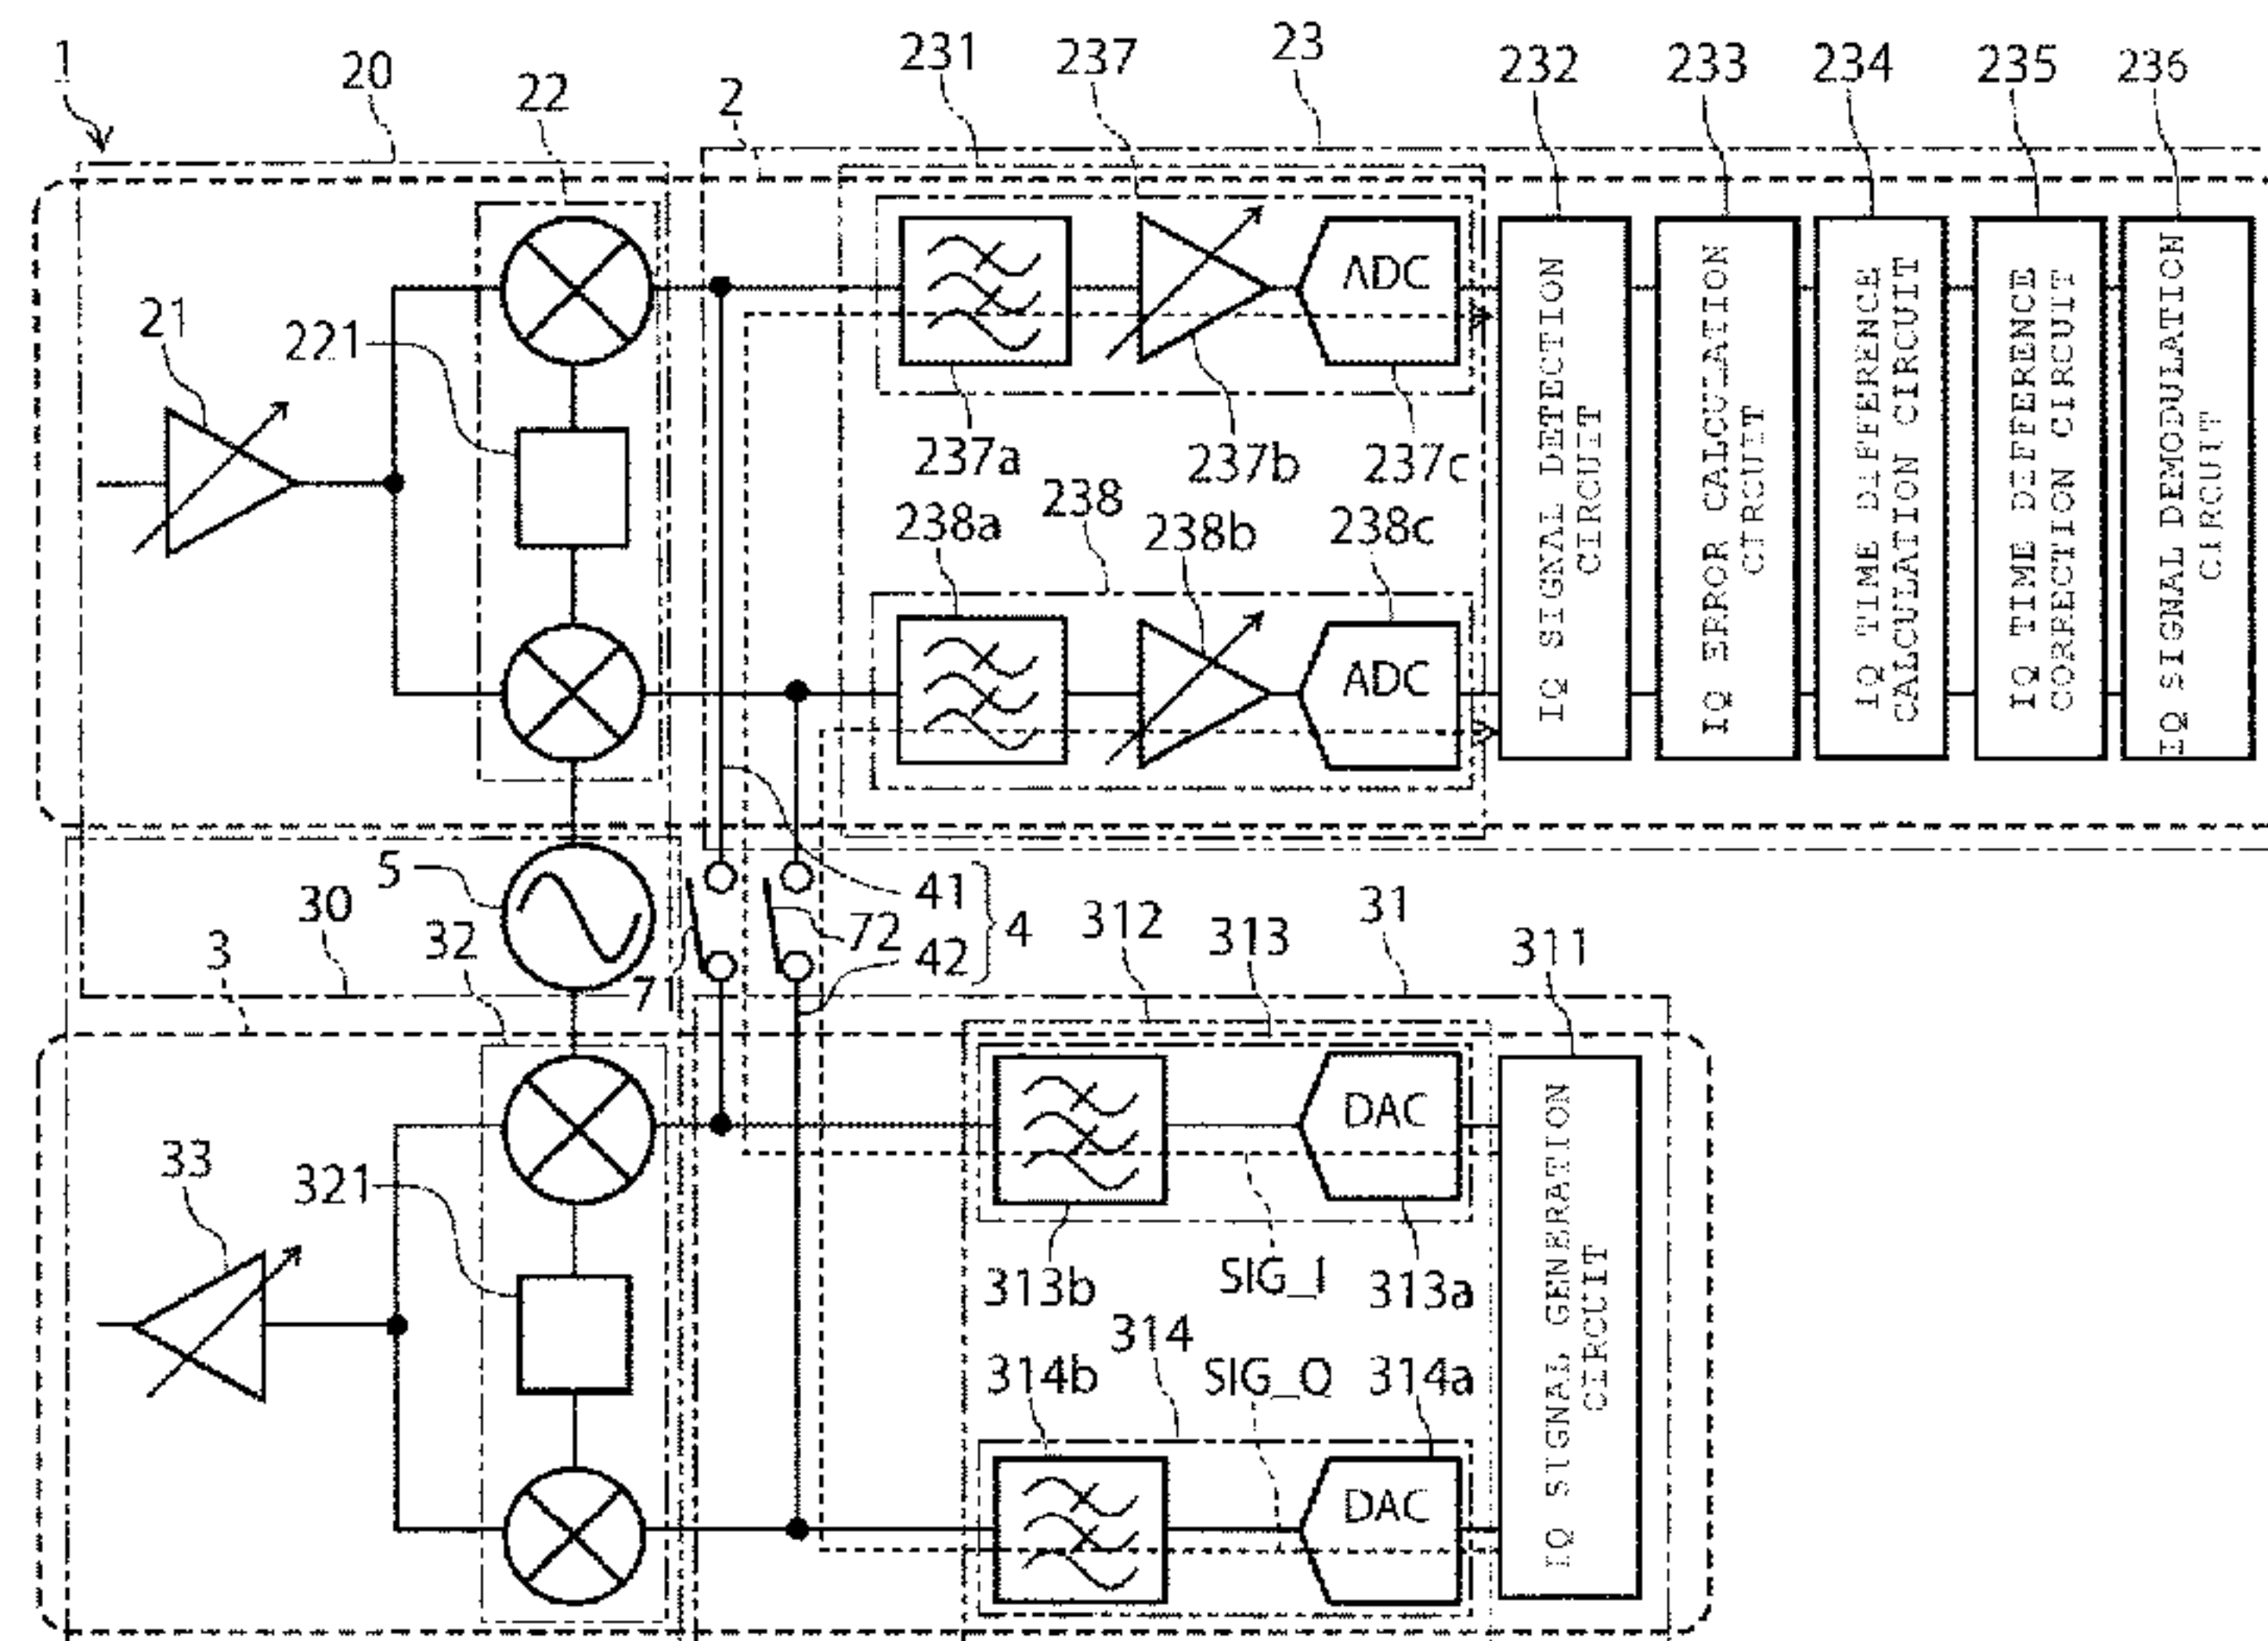 1
20
22
2
231
237
23
232
233
234
235
236
21
221
ADC
237a
237b
237c
238a
238
238b
238c
ADC
IQ SIGNAL DETECTION
CIRCUIT
IQ ERROR CALCULATION
CIRCUIT
IQ TIME DIFFERENCE
CALCULATION CIRCUIT
IQ TIME DIFFERENCE
CORRECTION CIRCUIT
IQ SIGNAL DEMODULATION
CIRCUIT
5
30
3
32
41
72
42
4
31
312
313
311
33
321
DAC
313b
SIG_I
313a
314
314b
SIG_Q
314a
DAC
IQ SIGNAL GENERATION
CIRCUIT